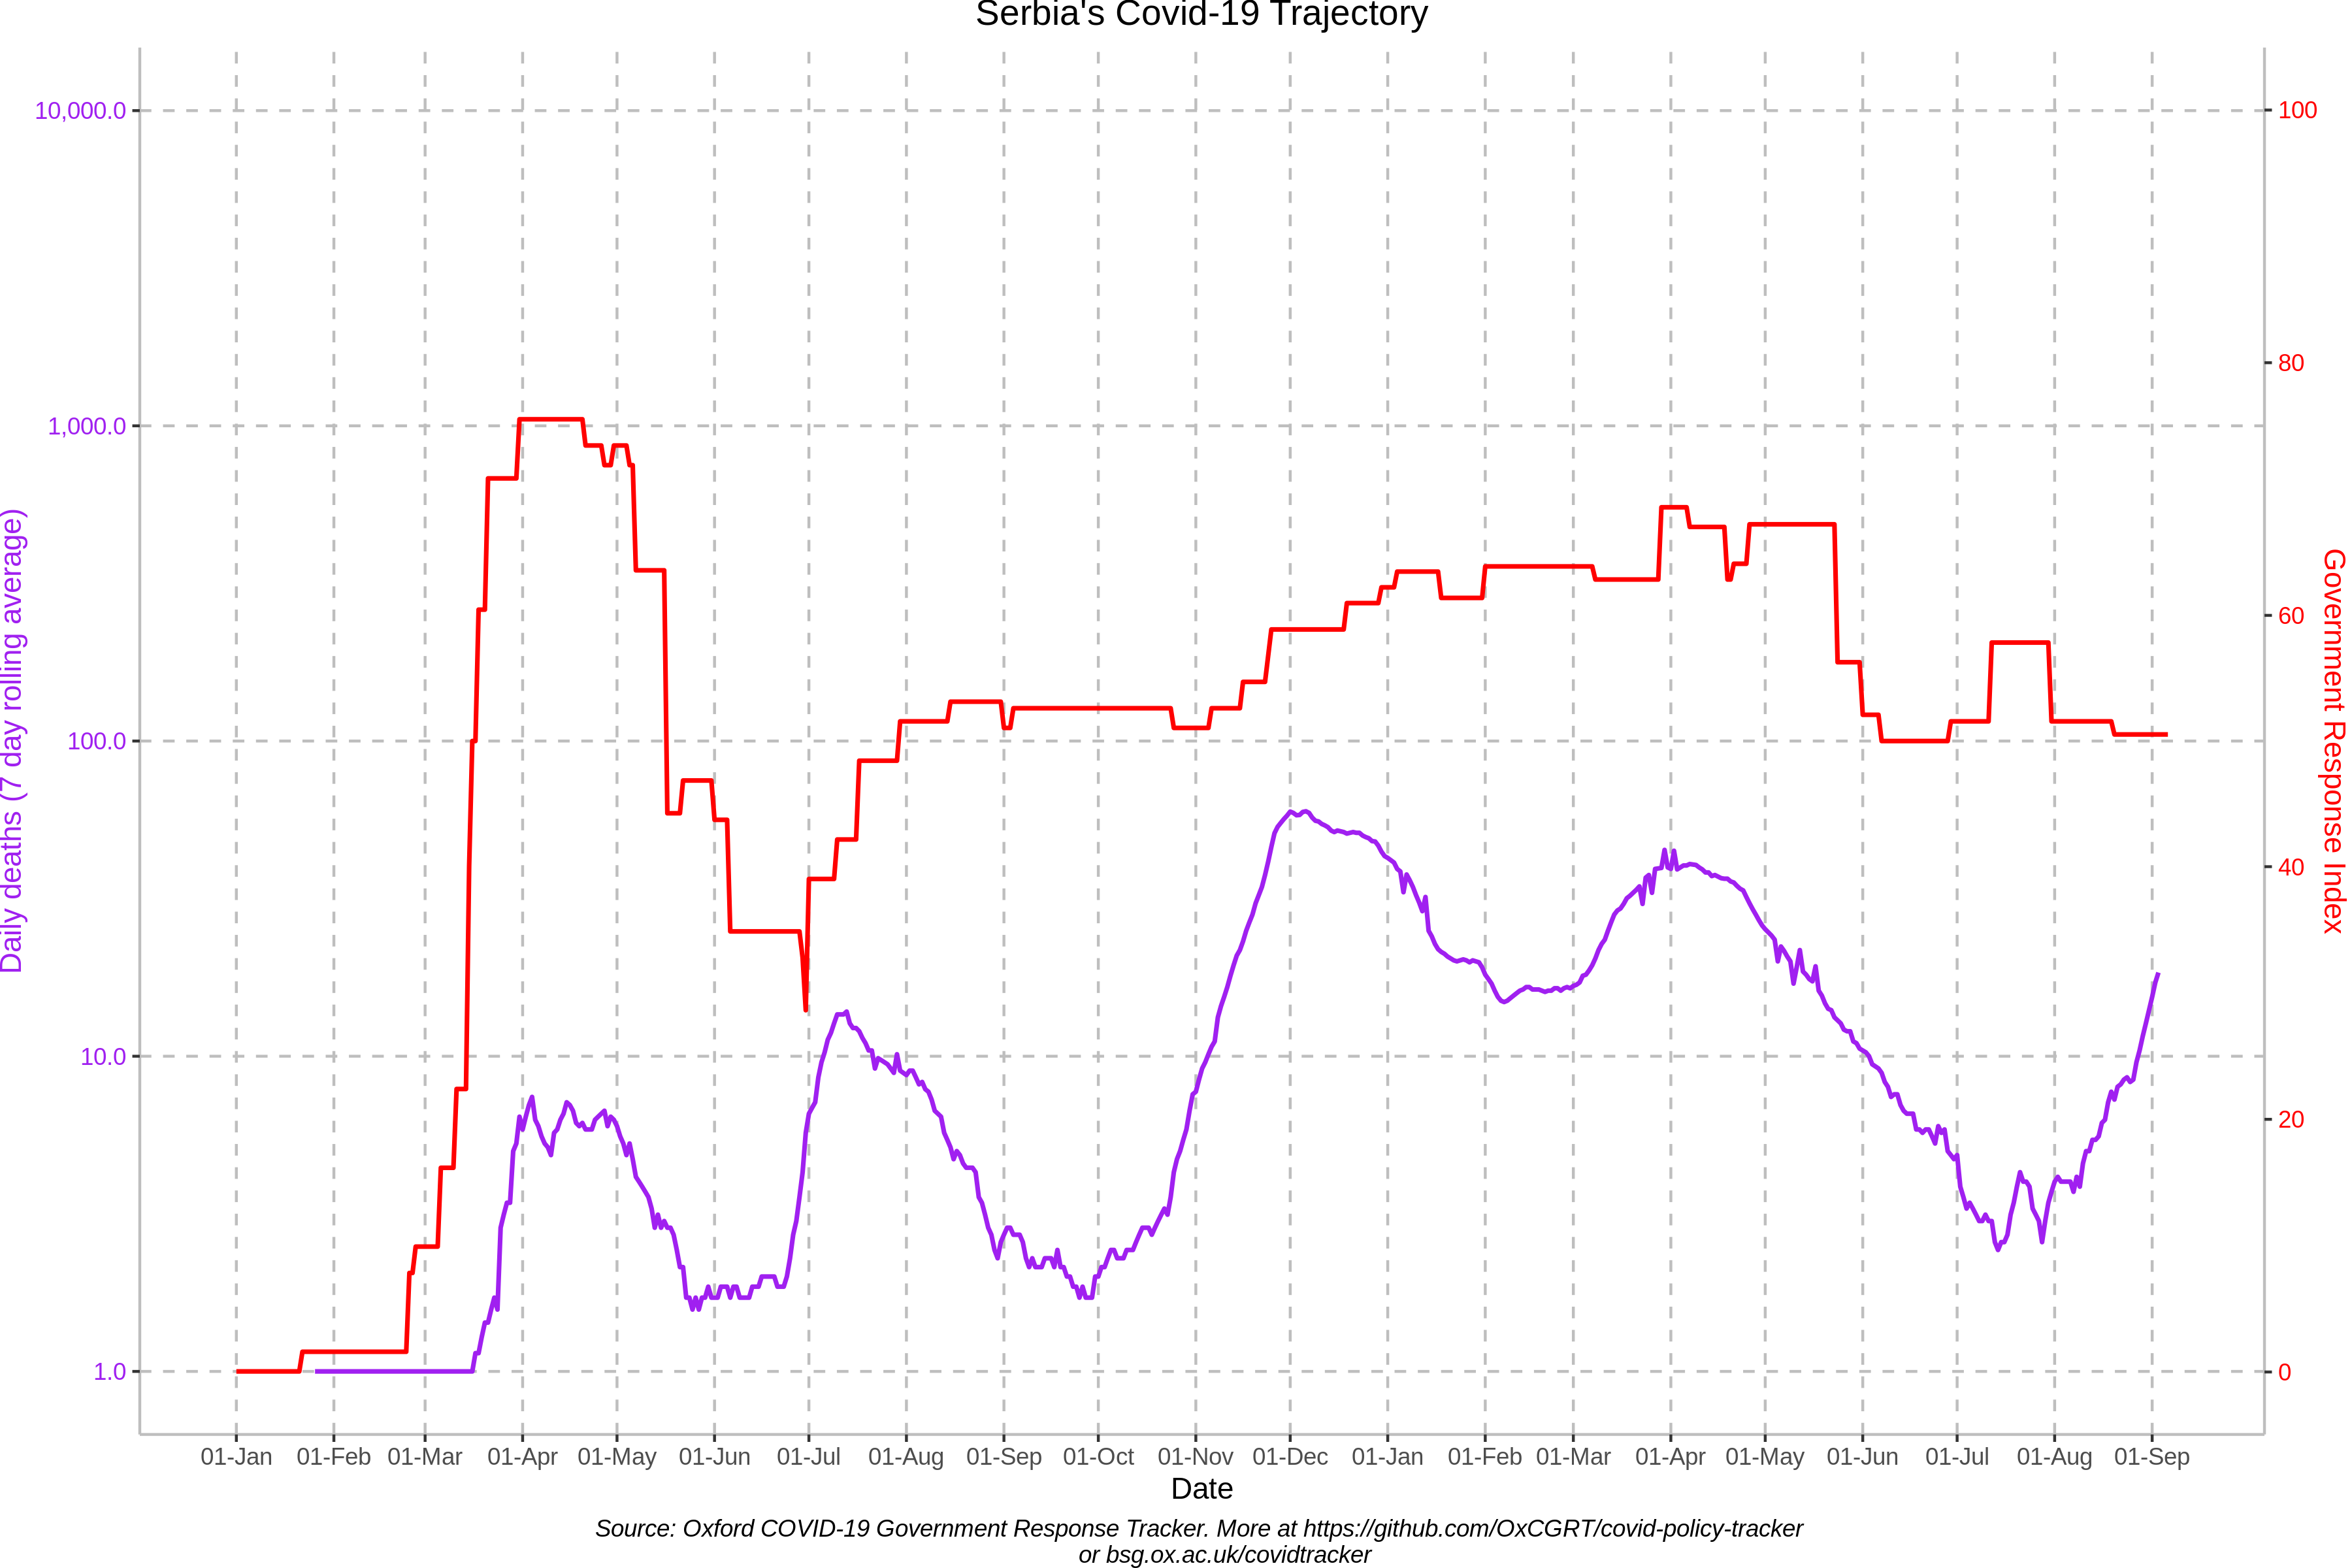 Serbia's Covid-19 Trajectory
10,000.0
1,000.0
100.0
10.0
1.0
Daily deaths (7 day rolling average)
100
80
60
40
20
0
Government Response Index
01-Jan 01-Feb 01-Mar 01-Apr 01-May 01-Jun 01-Jul 01-Aug 01-Sep 01-Oct 01-Nov 01-Dec 01-Jan 01-Feb 01-Mar 01-Apr 01-May 01-Jun 01-Jul 01-Aug 01-Sep
Date
Source: Oxford COVID-19 Government Response Tracker. More at https://github.com/OxCGRT/covid-policy-tracker
or bsg.ox.ac.uk/covidtracker